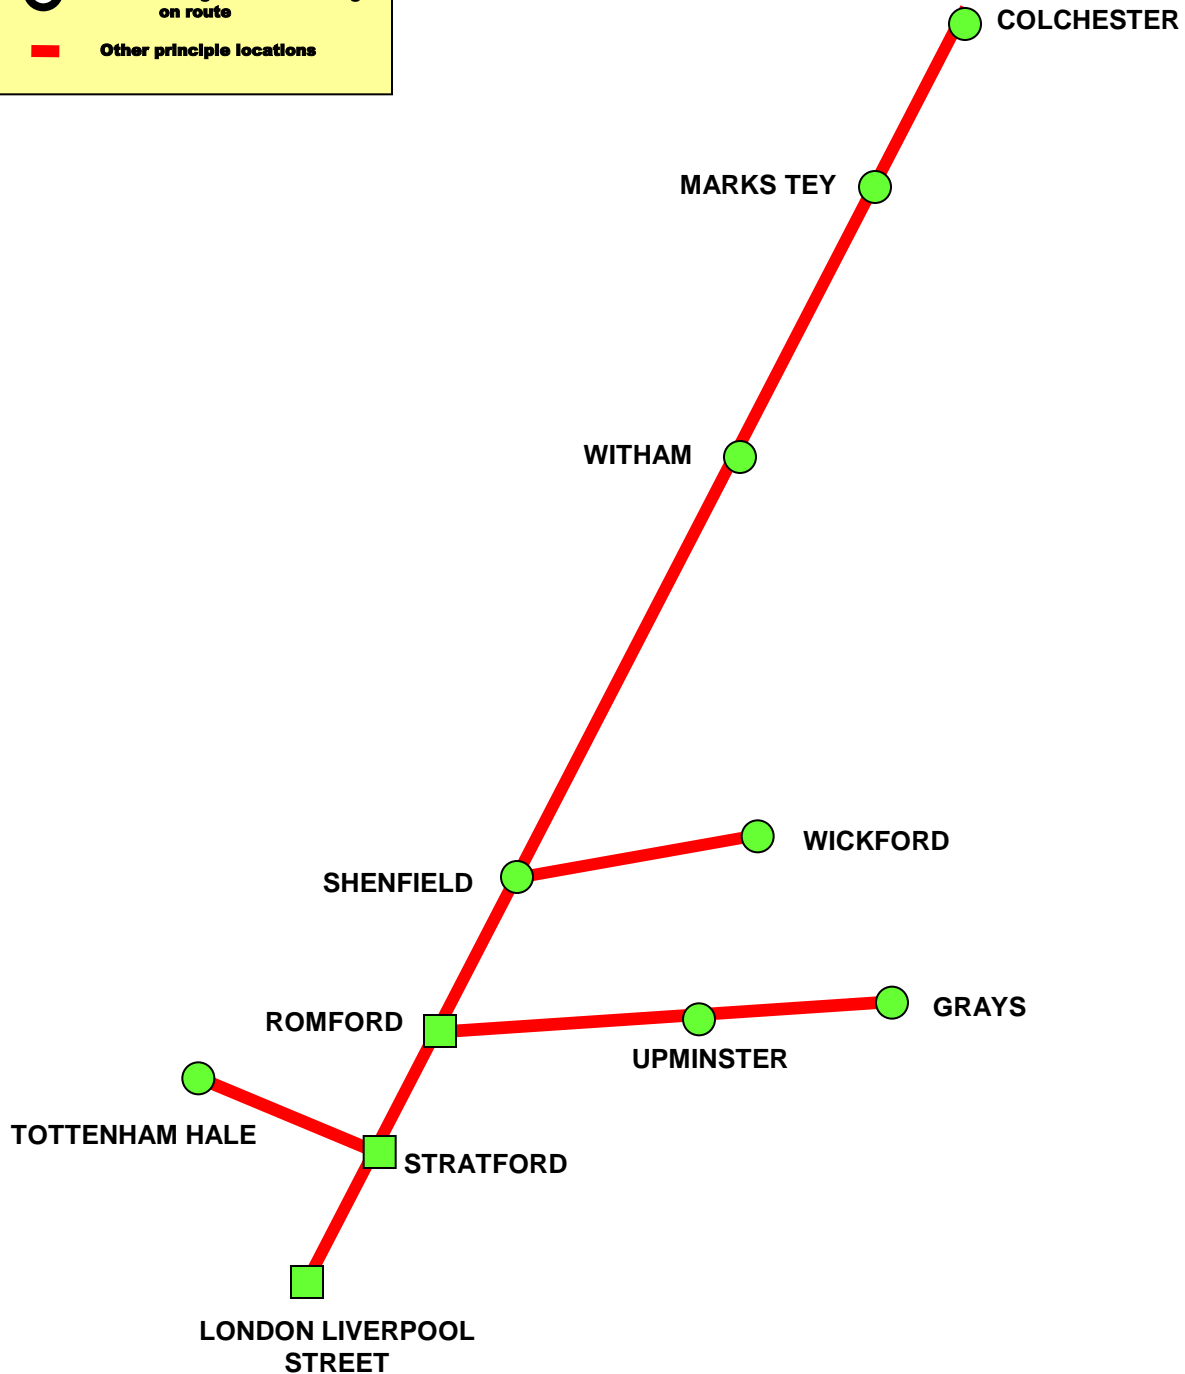 on route
Other principle locations
COLCHESTER
MARKS TEY
WITHAM
WICKFORD
SHENFIELD
GRAYS
ROMFORD
UPMINSTER
TOTTENHAM HALE
STRATFORD
LONDON LIVERPOOL
STREET